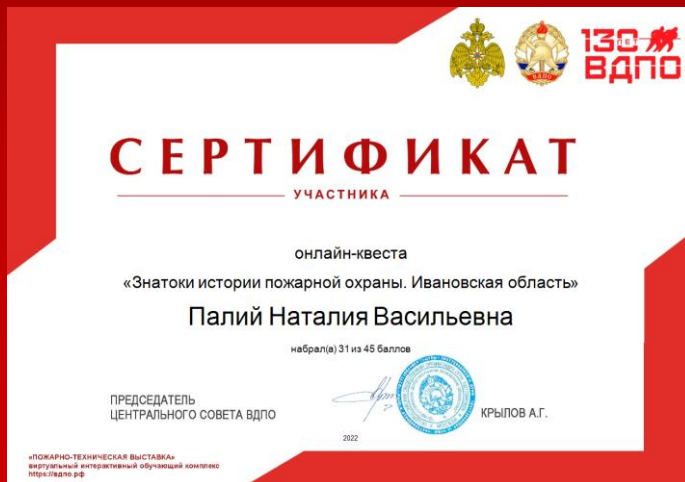 130 ЛЕТ
ВДПО
ВДПО
СЕРТИФИКАТ
УЧАСТНИКА
онлайн-квеста
«Знатоки истории пожарной охраны. Ивановская область»
Палий Наталия Васильевна
набрал(а) 31 из 45 баллов
ПРЕДСЕДАТЕЛЬ
ЦЕНТРАЛЬНОГО СОВЕТА ВДПО
КРЫЛОВ А.Г.
2022
«ПОЖАРНО-ТЕХНИЧЕСКАЯ ВЫСТАВКА»
виртуальный интерактивный обучающий комплекс
https://вдпо.рф